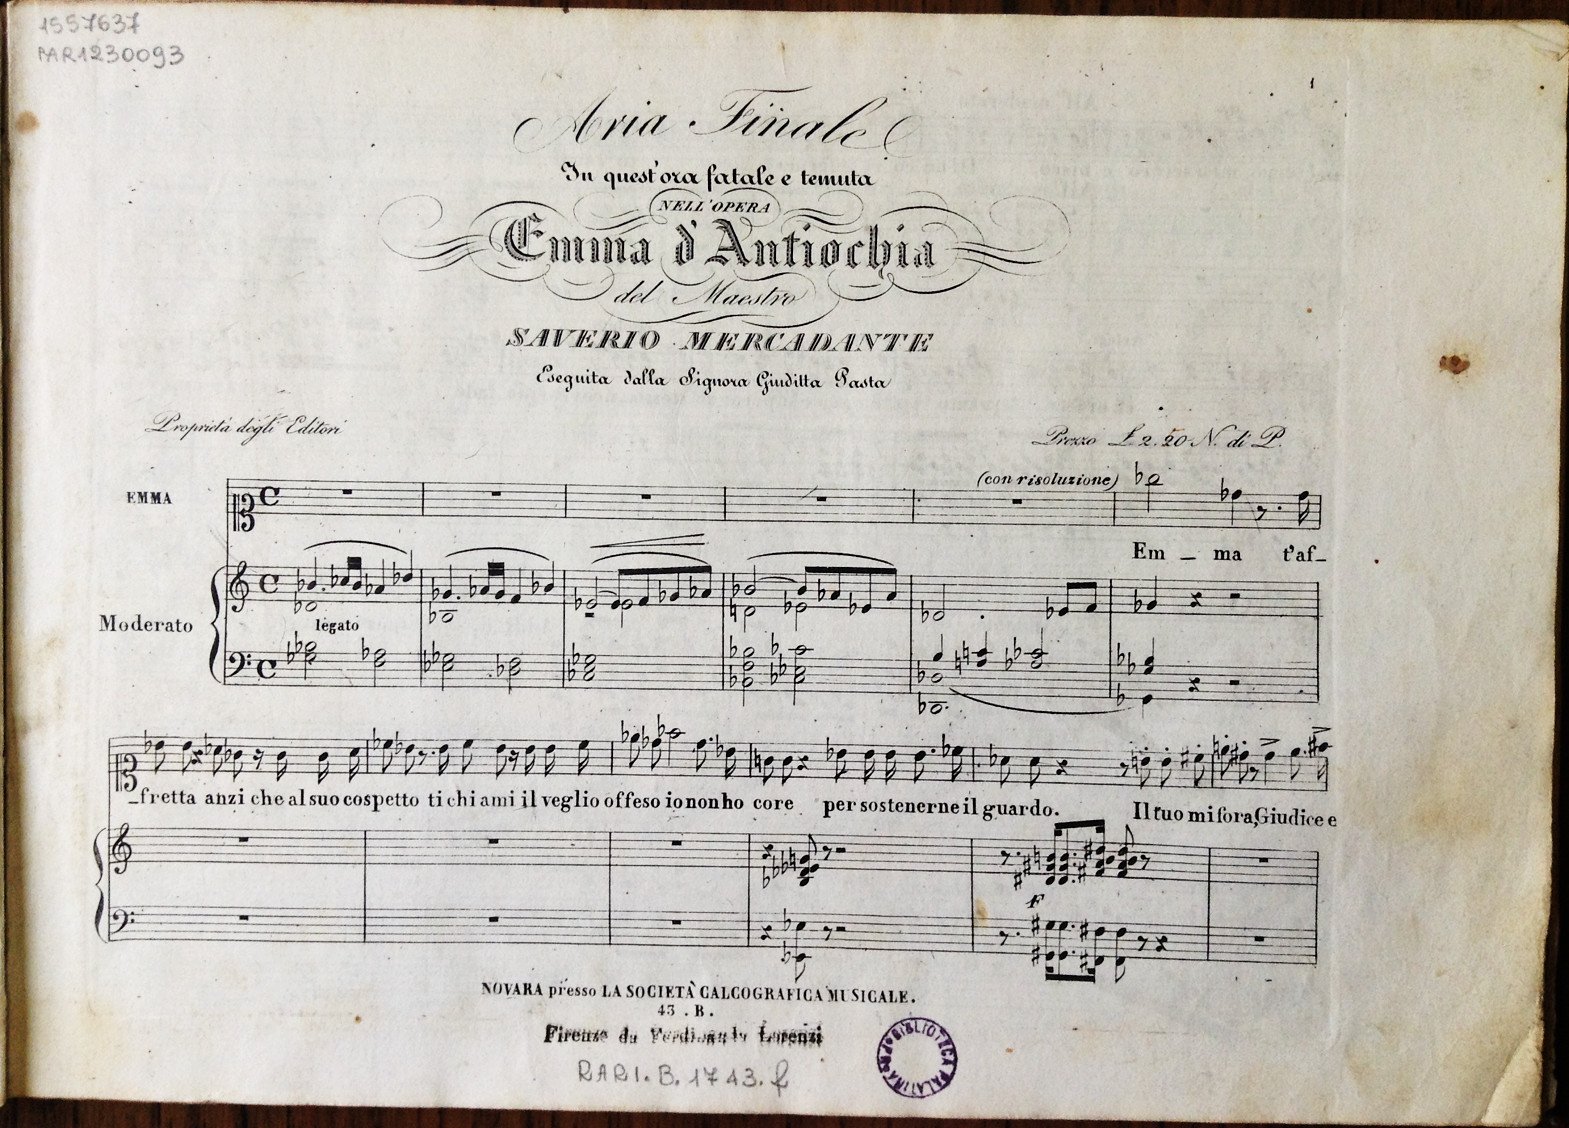 1557637
PAR1230093
1
Aria Finale
In quest'ora fatale e temuta
NELL'OPERA
Emma d'Antiochia
del Maestro
SAVERIO MERCADANTE
Eseguita dalla Signora Giuditta Pasta
Proprietà degli Editori
Prezzo £ 2. 20 N. di P.
(con risoluzione)
EMMA
Em _ ma t'af_
Moderato
legato
_fretta anzi che al suo cospetto ti chiami il veglio offeso io non ho core per sostenerne il guardo. Il tuo mi fora, Giudice e
F
NOVARA presso LA SOCIETÀ CALCOGRAFICA MUSICALE.
43 . B .
Firenze da Ferdinando Lorenzi
RARI. B. 1743. f
BIBLIOTECA PALATINA